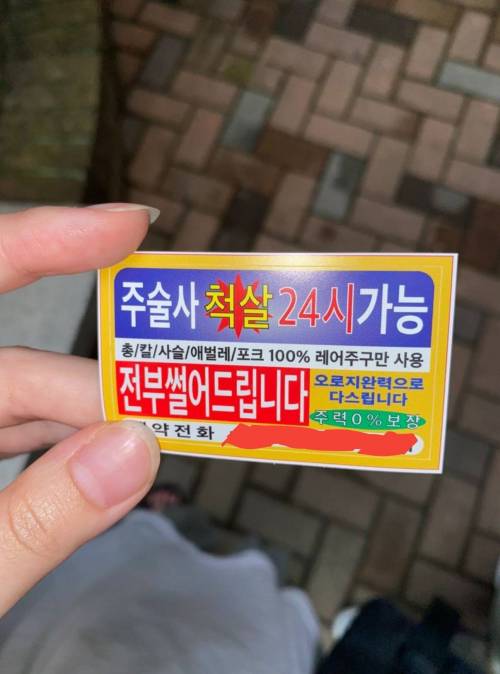 주술사 척살 24시가능
총/칼/사슬/애벌레/포크 100% 레어주구만 사용
전부썰어드립니다
오로지완력으로
다스립니다
주력0%보장
약전화